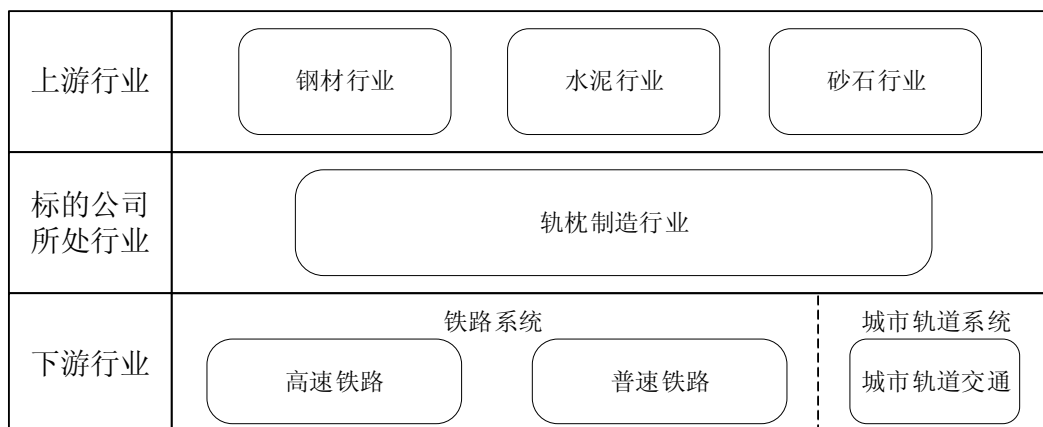 上游行业
钢材行业
水泥行业
砂石行业
标的公司
所处行业
轨枕制造行业
下游行业
铁路系统
城市轨道系统
高速铁路
普速铁路
城市轨道交通